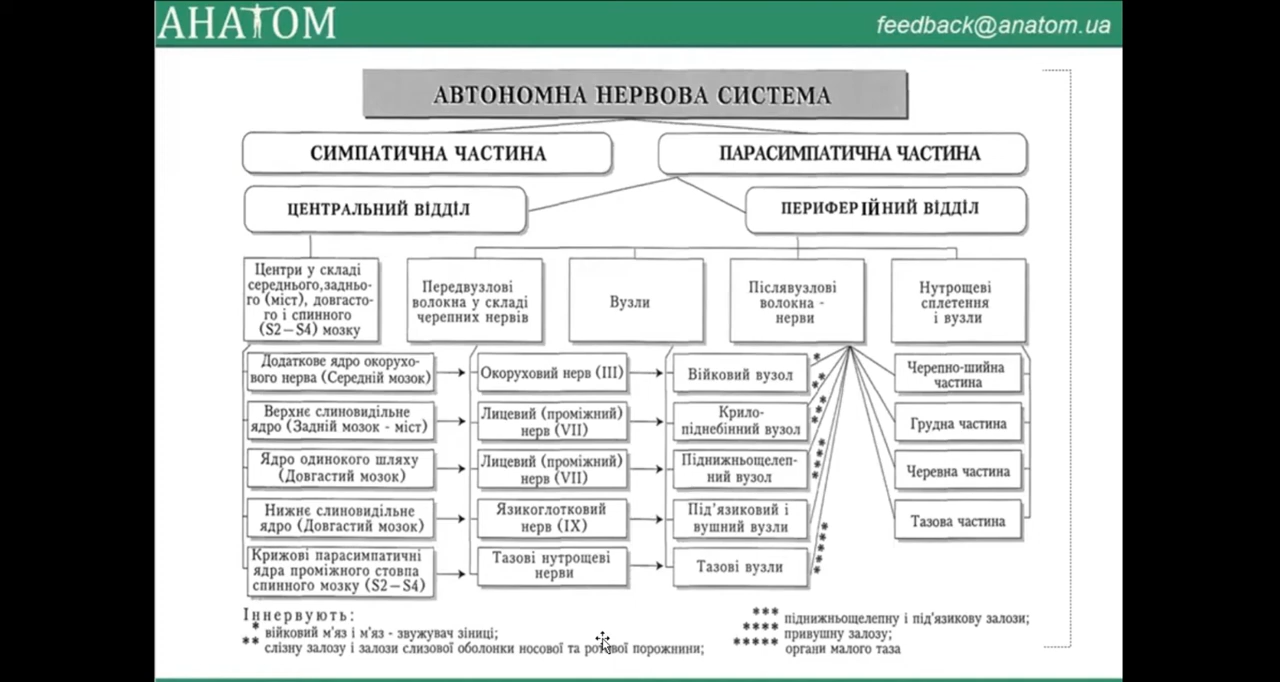 АНАТОМ
feedback@anatom.ua
АВТОНОМНА НЕРВОВА СИСТЕМА
СИМПАТИЧНА ЧАСТИНА
ПАРАСИМПАТИЧНА ЧАСТИНА
ЦЕНТРАЛЬНИЙ ВІДДІЛ
ПЕРИФЕРІЙНИЙ ВІДДІЛ
Центри у складі
середнього,задньо-
го (міст), довгасто-
го і спинного
(S2–S4) мозку
Передвузлові
волокна у складі
черепних нервів
Вузли
Післявузлові
волокна -
нерви
Нутрощеві
сплетення
і вузли
Додаткове ядро окорухо-
вого нерва (Середній мозок)
Окоруховий нерв (III)
Війковий вузол
*
Черепно-шийна
частина
Верхнє слиновидільне
ядро (Задній мозок - міст)
Лицевий (проміжний)
нерв (VII)
Крило-
піднебінний вузол
**
Грудна частина
Ядро одинокого шляху
(Довгастий мозок)
Лицевий (проміжний)
нерв (VII)
Піднижньощелеп-
ний вузол
***
Черевна частина
Нижнє слиновидільне
ядро (Довгастий мозок)
Язикоглотковий
нерв (IX)
Під'язиковий і
вушний вузли
****
Тазова частина
Крижові парасимпатичні
ядра проміжного стовпа
спинного мозку (S2–S4)
Тазові нутрощеві
нерви
Тазові вузли
*****
Іннервують:
* війковий м'яз і м'яз - звужувач зіниці;
** слізну залозу і залози слизової оболонки носової та ротової порожнини;
*** піднижньощелепну і під'язикову залози;
**** привушну залозу;
***** органи малого таза